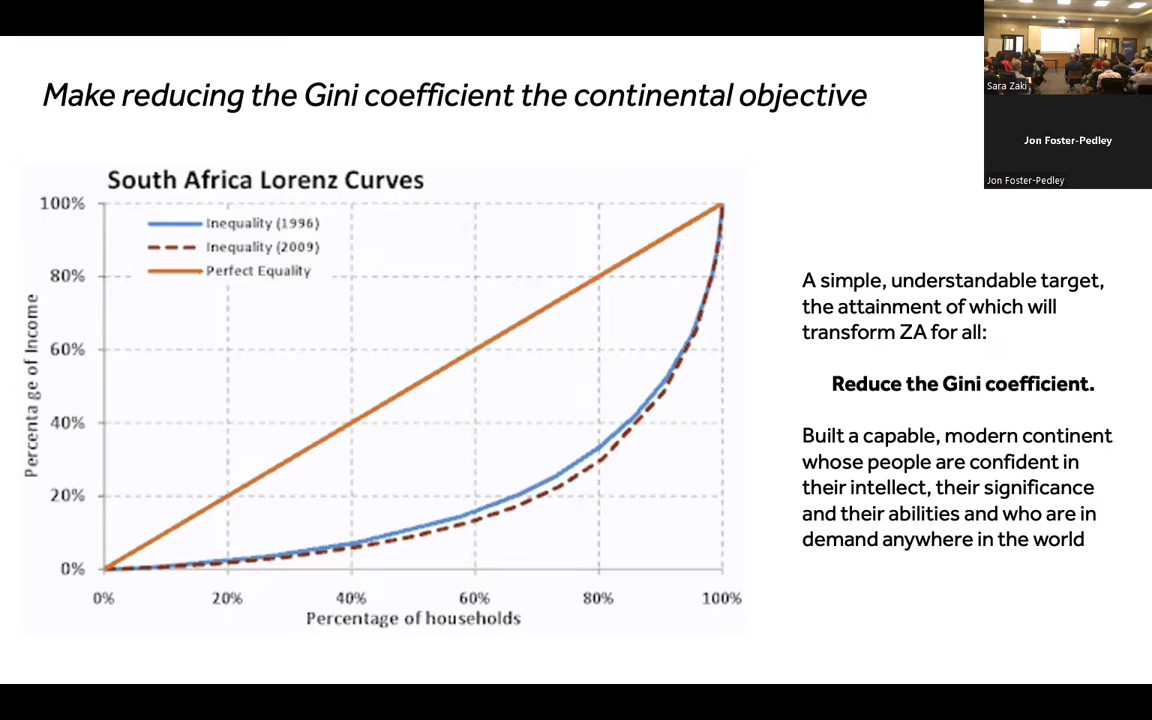 Make reducing the Gini coefficient the continental objective
Sara Zaki
Jon Foster-Pedley
Jon Foster-Pedley
South Africa Lorenz Curves
100%
80%
60%
40%
20%
0%
Percentage of Income
Inequality (1996)
Inequality (2009)
Perfect Equality
0% 20% 40% 60% 80% 100%
Percentage of households
A simple, understandable target,
the attainment of which will
transform ZA for all:
Reduce the Gini coefficient.
Built a capable, modern continent
whose people are confident in
their intellect, their significance
and their abilities and who are in
demand anywhere in the world